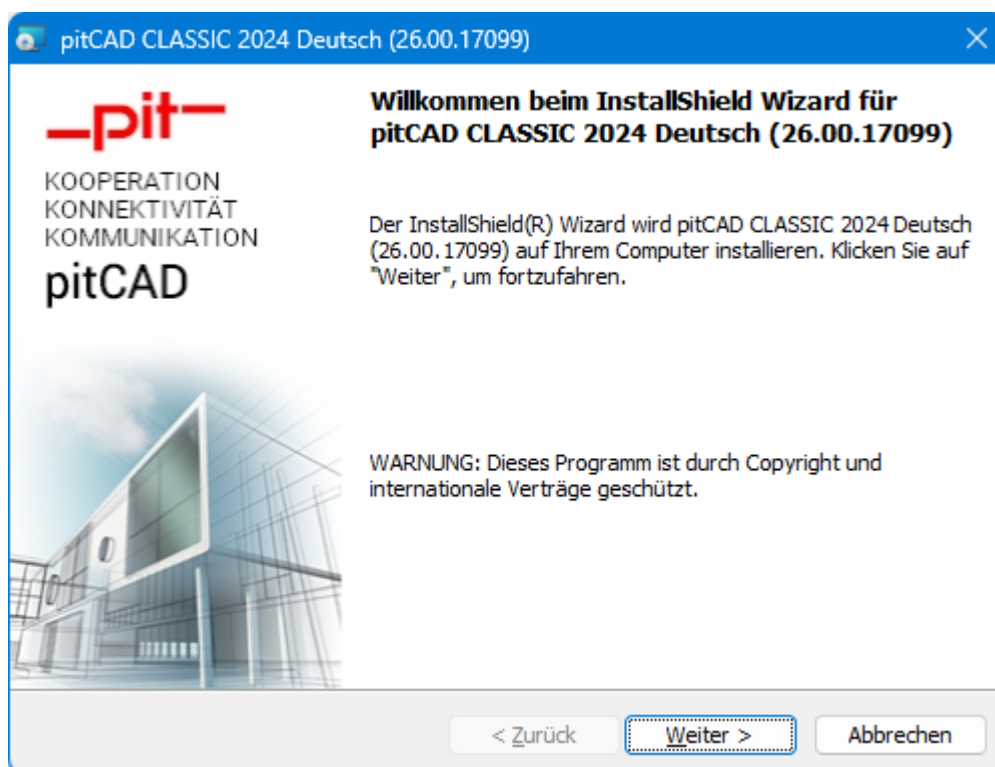 pitCAD CLASSIC 2024 Deutsch (26.00.17099)
pit
KOOPERATION
KONNEKTIVITÄT
KOMMUNIKATION
pitCAD
Willkommen beim InstallShield Wizard für
pitCAD CLASSIC 2024 Deutsch (26.00.17099)
Der InstallShield(R) Wizard wird pitCAD CLASSIC 2024 Deutsch
(26.00.17099) auf Ihrem Computer installieren. Klicken Sie auf
"Weiter", um fortzufahren.
WARNUNG: Dieses Programm ist durch Copyright und
internationale Verträge geschützt.
< Zurück
Weiter >
Abbrechen